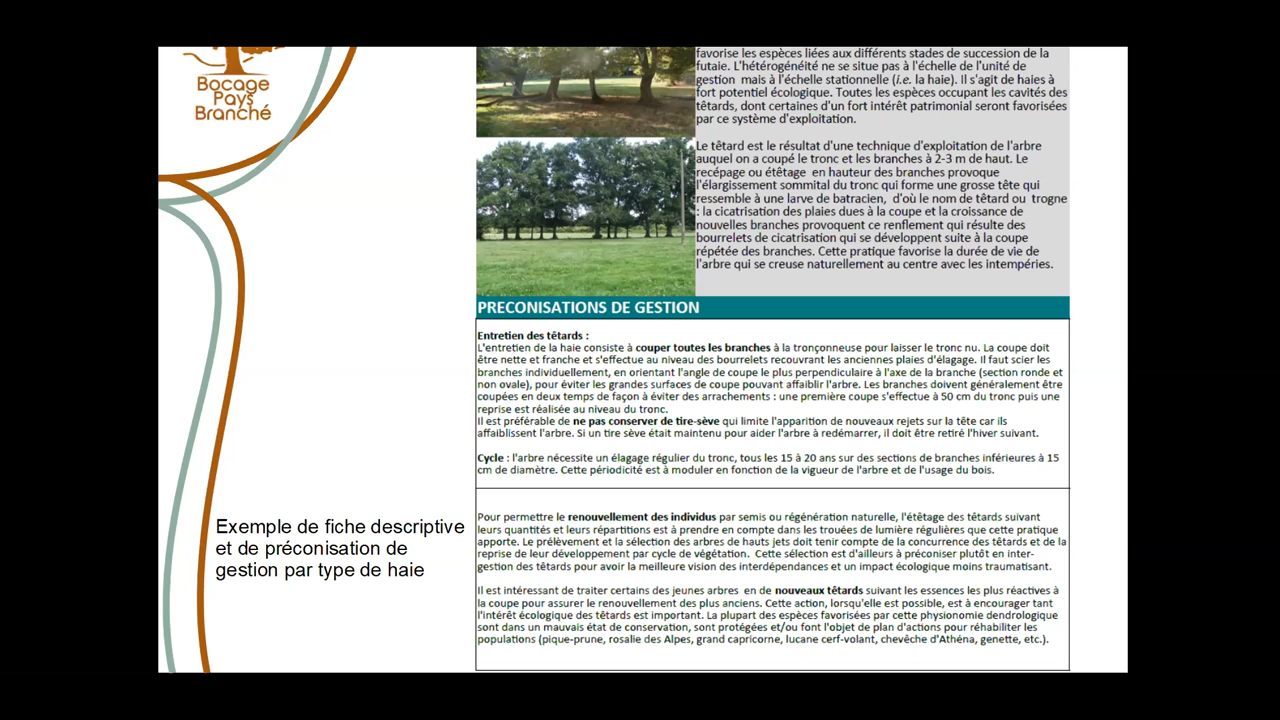 Bocage
Pays
Branché
favorise les espèces liées aux différents stades de succession de la
futaie. L'hétérogénéité ne se situe pas à l'échelle de l'unité de
gestion mais à l'échelle stationnelle (i.e. la haie). Il s'agit de haies à
fort potentiel écologique. Toutes les espèces occupant les cavités des
têtards, dont certaines d'un fort intérêt patrimonial seront favorisées
par ce système d'exploitation.
Le têtard est le résultat d'une technique d'exploitation de l'arbre
auquel on a coupé le tronc et les branches à 2-3 m de haut. Le
recépage ou étêtage en hauteur des branches provoque
l'élargissement sommital du tronc qui forme une grosse tête qui
ressemble à une larve de batracien, d'où le nom de têtard ou trogne
: la cicatrisation des plaies dues à la coupe et la croissance de
nouvelles branches provoquent ce renflement qui résulte des
bourrelets de cicatrisation qui se développent suite à la coupe
répétée des branches. Cette pratique favorise la durée de vie de
l'arbre qui se creuse naturellement au centre avec les intempéries.
PRECONISATIONS DE GESTION
Entretien des têtards :
L'entretien de la haie consiste à couper toutes les branches à la tronçonneuse pour laisser le tronc nu. La coupe doit
être nette et franche et s'effectue au niveau des bourrelets recouvrant les anciennes plaies d'élagage. Il faut scier les
branches individuellement, en orientant l'angle de coupe le plus perpendiculaire à l'axe de la branche (section ronde et
non ovale), pour éviter les grandes surfaces de coupe pouvant affaiblir l'arbre. Les branches doivent généralement être
coupées en deux temps de façon à éviter des arrachements : une première coupe s'effectue à 50 cm du tronc puis une
reprise est réalisée au niveau du tronc.
Il est préférable de ne pas conserver de tire-sève qui limite l'apparition de nouveaux rejets sur la tête car ils
affaiblissent l'arbre. Si un tire sève était maintenu pour aider l'arbre à redémarrer, il doit être retiré l'hiver suivant.
Cycle : l'arbre nécessite un élagage régulier du tronc, tous les 15 à 20 ans sur des sections de branches inférieures à 15
cm de diamètre. Cette périodicité est à moduler en fonction de la vigueur de l'arbre et de l'usage du bois.
Pour permettre le renouvellement des individus par semis ou régénération naturelle, l'étêtage des têtards suivant
leurs quantités et leurs répartitions est à prendre en compte dans les trouées de lumière régulières que cette pratique
apporte. Le prélèvement et la sélection des arbres de hauts jets doit tenir compte de la concurrence des têtards et de la
reprise de leur développement par cycle de végétation. Cette sélection est d'ailleurs à préconiser plutôt en inter-
gestion des têtards pour avoir la meilleure vision des interdépendances et un impact écologique moins traumatisant.
Il est intéressant de traiter certains des jeunes arbres en de nouveaux têtards suivant les essences les plus réactives à
la coupe pour assurer le renouvellement des plus anciens. Cette action, lorsqu'elle est possible, est à encourager tant
l'intérêt écologique des têtards est important. La plupart des espèces favorisées par cette physionomie dendrologique
sont dans un mauvais état de conservation, sont protégées et/ou font l'objet de plan d'actions pour réhabiliter les
populations (pique-prune, rosalie des Alpes, grand capricorne, lucane cerf-volant, chevêche d'Athéna, genette, etc.).
Exemple de fiche descriptive
et de préconisation de
gestion par type de haie